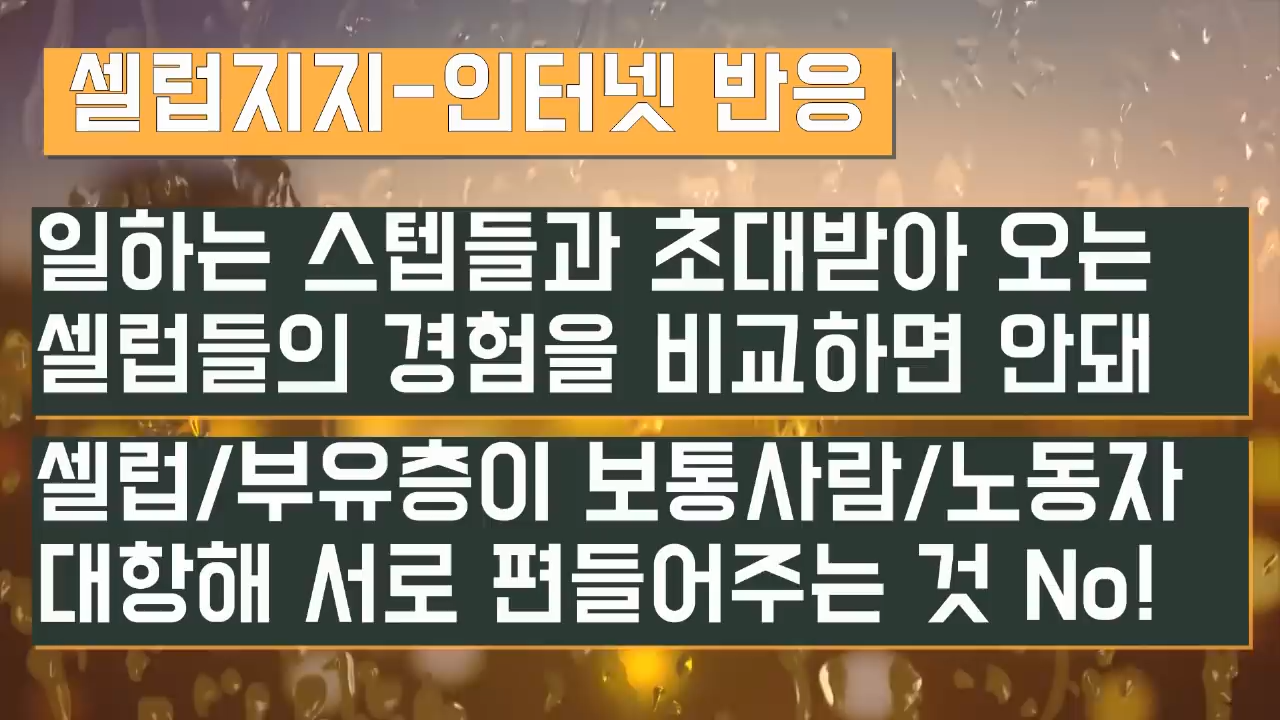 셀럽지지-인터넷 반응
일하는 스텝들과 초대받아 오는
셀럽들의 경험을 비교하면 안돼
셀럽/부유층이 보통사람/노동자
대항해 서로 편들어주는 것 No!